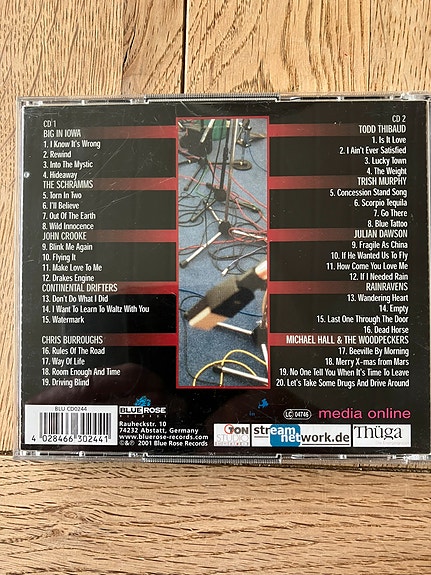 CD 1
BIG IN IOWA
1. I Know It's Wrong
2. Rewind
3. Into The Mystic
4. Hideaway
THE SCHRAMMS
5. Torn In Two
6. I'll Believe
7. Out Of The Earth
8. Wild Innocence
JOHN CROOKE
9. Blink Me Again
10. Flying It
11. Make Love To Me
12. Drakes Engine
CONTINENTAL DRIFTERS
13. Don't Do What I Did
14. I Want To Learn To Waltz With You
15. Watermark
CHRIS BURROUGHS
16. Rules Of The Road
17. Way Of Life
18. Room Enough And Time
19. Driving Blind
CD 2
TODD THIBAUD
1. Is It Love
2. I Ain't Ever Satisfied
3. Lucky Town
4. The Weight
TRISH MURPHY
5. Concession Stand Song
6. Scorpio Tequila
7. Go There
8. Blue Tattoo
JULIAN DAWSON
9. Fragile As China
10. If He Wanted Us To Fly
11. How Come You Love Me
12. If I Needed Rain
RAINRAVENS
13. Wandering Heart
14. Empty
15. Last One Through The Door
16. Dead Horse
MICHAEL HALL & THE WOODPECKERS
17. Beeville By Morning
18. Merry X-mas from Mars
19. No One Tell You When It's Time To Leave
20. Let's Take Some Drugs And Drive Around
BLU CD0244
4 028466 302441
BLUE ROSE
RECORDS
Rauheckstr. 10
74232 Abstatt, Germany
www.bluerose-records.com
©&℗ 2001 Blue Rose Records
LC 04746
media online
TON
STUDIO
stream
network.de
Thüga